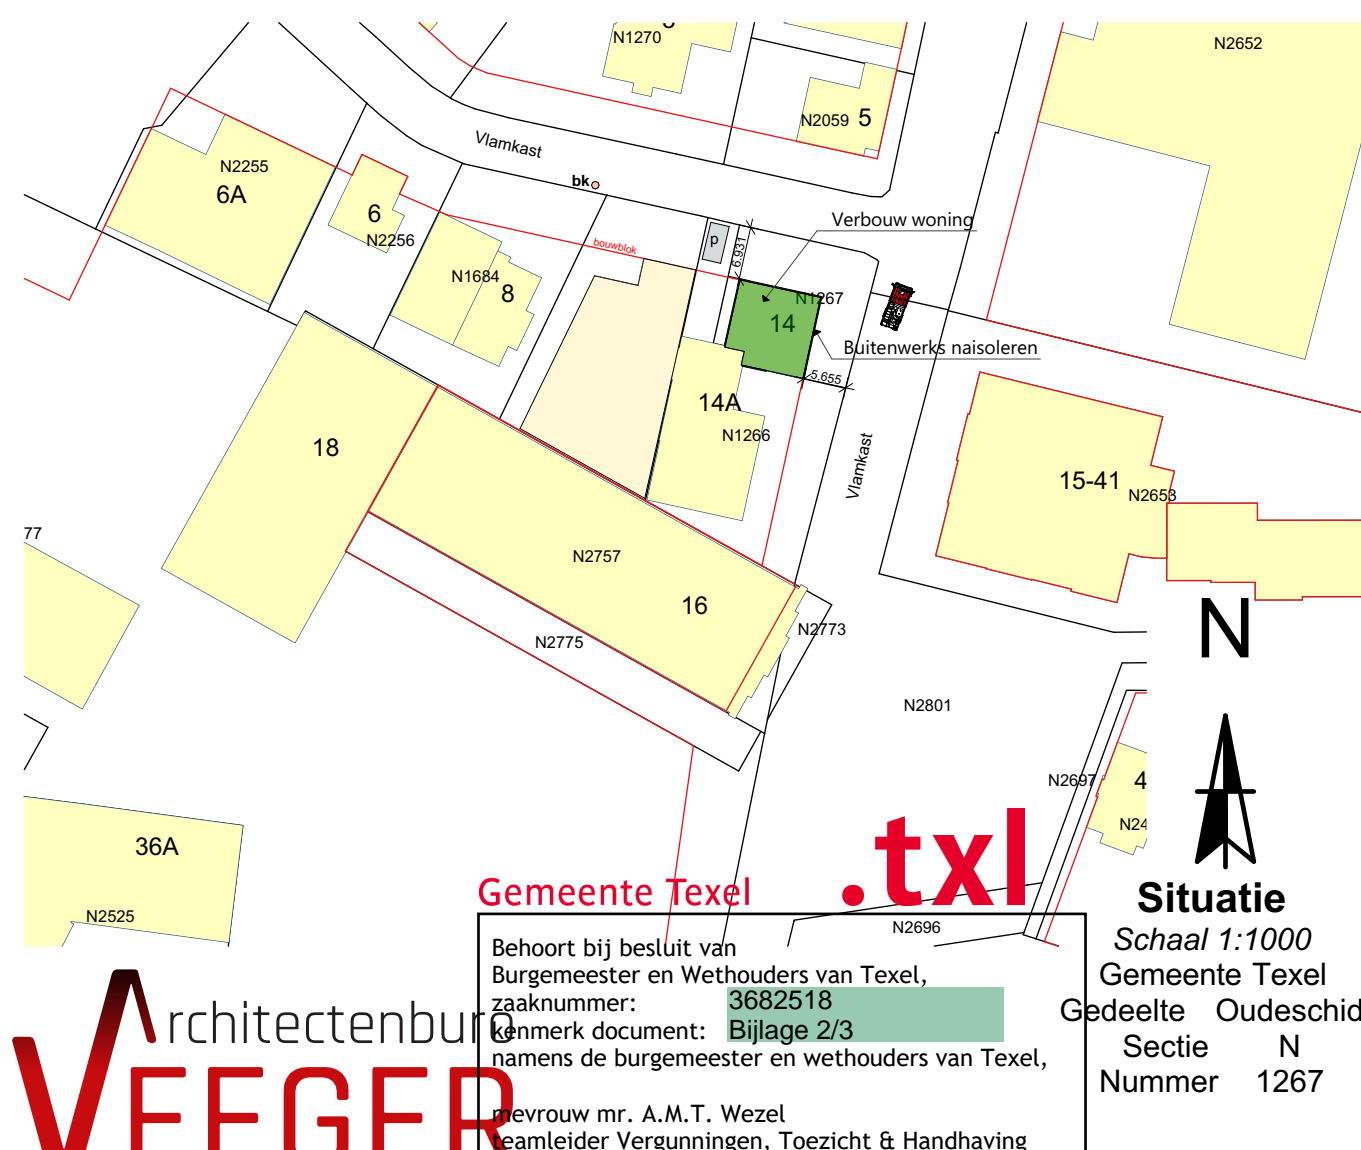 N1270
N2652
N2059
5
Vlamkast
N2255
6A
bk
6
N2256
Verbouw woning
p
6.931
bouwblok
N1684
8
N1267
14
Buitenwerks naisoleren
5.655
14A
N1266
18
Vlamkast
15-41
N2653
77
N2757
16
N2773
N2775
N
N2801
N2697
4
N24
36A
N2525
N2696
.txl
Gemeente Texel
Behoort bij besluit van
Burgemeester en Wethouders van Texel,
zaaknummer: 3682518
kenmerk document: Bijlage 2/3
namens de burgemeester en wethouders van Texel,
mevrouw mr. A.M.T. Wezel
teamleider Vergunningen, Toezicht & Handhaving
Architectenburo
VEEGER
Situatie
Schaal 1:1000
Gemeente Texel
Gedeelte Oudeschid
Sectie N
Nummer 1267